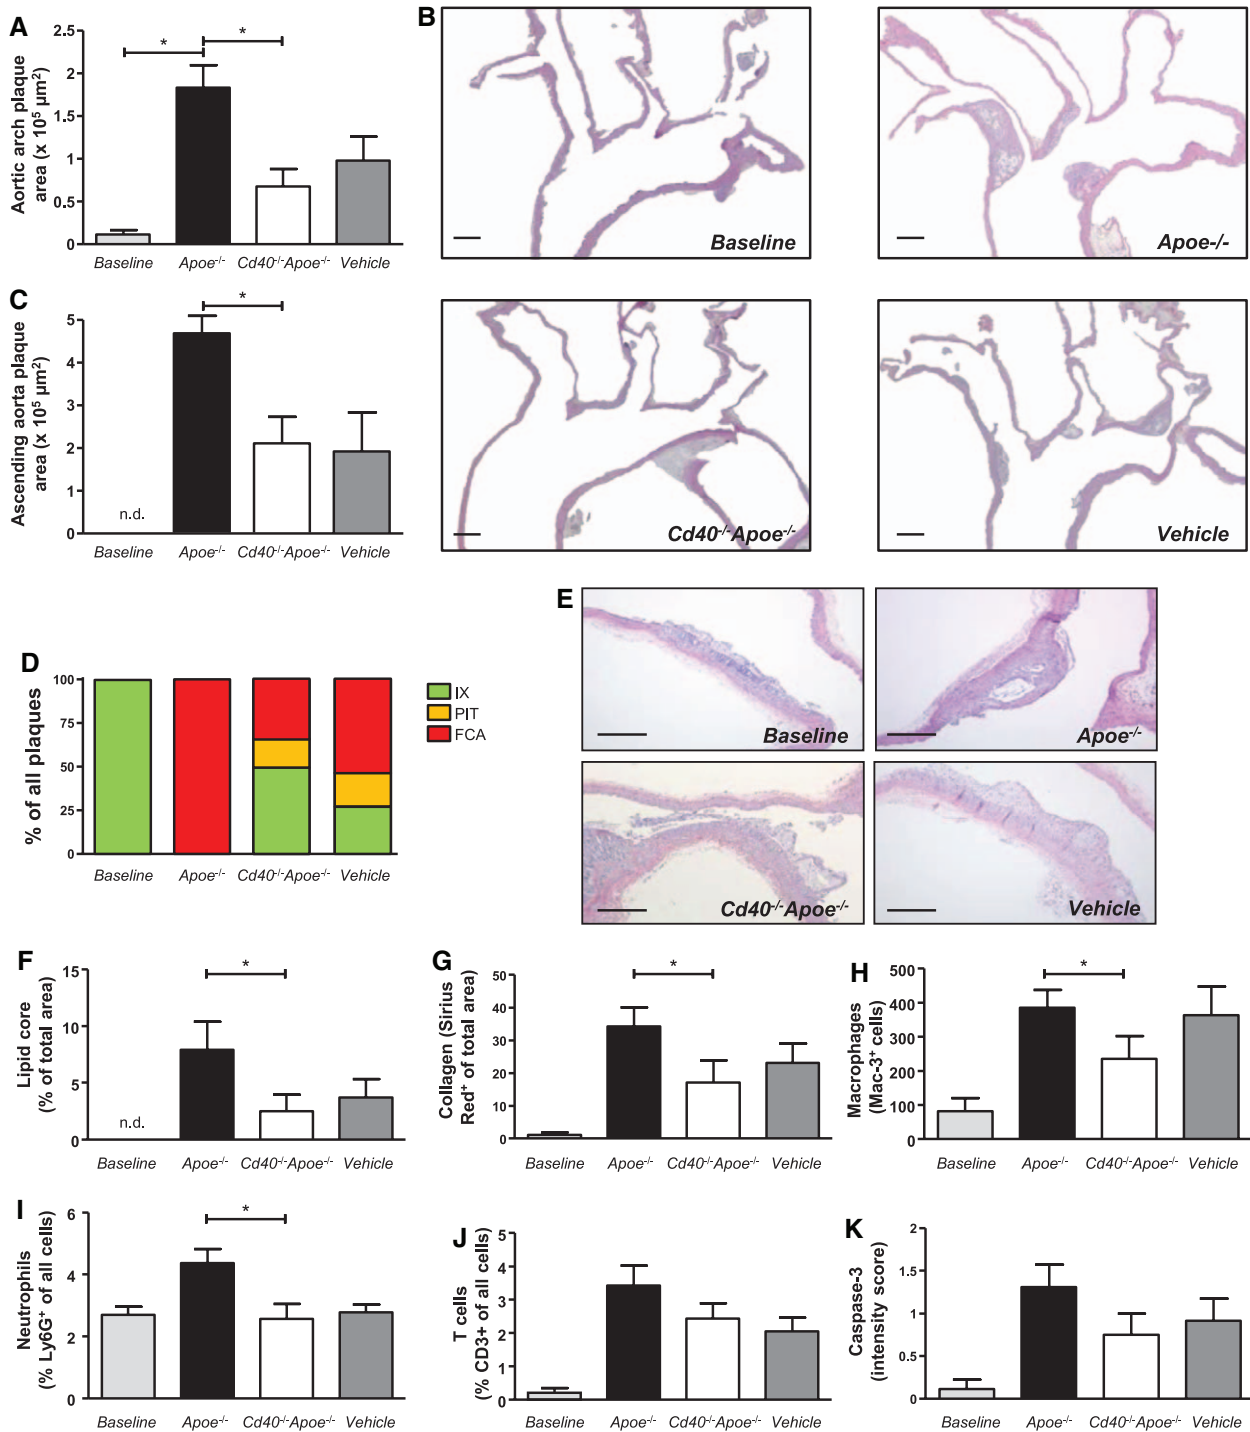 A
Aortic arch plaque
area (x 10⁵ µm²)
2.5
2
1.5
1
0.5
0
*
*
Baseline
Apoe⁻/⁻
Cd40⁻/⁻Apoe⁻/⁻
Vehicle
B
Baseline
Apoe-/-
Cd40⁻/⁻Apoe⁻/⁻
Vehicle
C
Ascending aorta plaque
area (x 10⁵ µm²)
5
4
3
2
1
0
n.d.
*
Baseline
Apoe⁻/⁻
Cd40⁻/⁻Apoe⁻/⁻
Vehicle
D
% of all plaques
100
75
50
25
0
Baseline
Apoe⁻/⁻
Cd40⁻/⁻Apoe⁻/⁻
Vehicle
IX
PIT
FCA
E
Baseline
Apoe⁻/⁻
Cd40⁻/⁻Apoe⁻/⁻
Vehicle
F
Lipid core
(% of total area)
15
10
5
0
n.d.
*
Baseline
Apoe⁻/⁻
Cd40⁻/⁻Apoe⁻/⁻
Vehicle
G
Collagen (Sirius
Red⁺ of total area)
50
40
30
20
10
0
*
Baseline
Apoe⁻/⁻
Cd40⁻/⁻Apoe⁻/⁻
Vehicle
H
Macrophages
(Mac-3⁺ cells)
500
400
300
200
100
0
*
Baseline
Apoe⁻/⁻
Cd40⁻/⁻Apoe⁻/⁻
Vehicle
I
Neutrophils
(% Ly6G⁺ of all cells)
6
4
2
0
*
Baseline
Apoe⁻/⁻
Cd40⁻/⁻Apoe⁻/⁻
Vehicle
J
T cells
(% CD3+ of all cells)
5
4
3
2
1
0
Baseline
Apoe⁻/⁻
Cd40⁻/⁻Apoe⁻/⁻
Vehicle
K
Caspase-3
(intensity score)
2
1.5
1
0.5
0
Baseline
Apoe⁻/⁻
Cd40⁻/⁻Apoe⁻/⁻
Vehicle